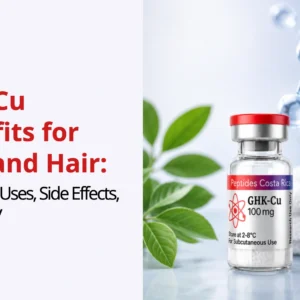 Cu
fits for
and Hair:
Uses, Side Effects,
Peptides Costa Rica
GHK-Cu
100 mg
Store at 2-8°C
For Subcutaneous Use